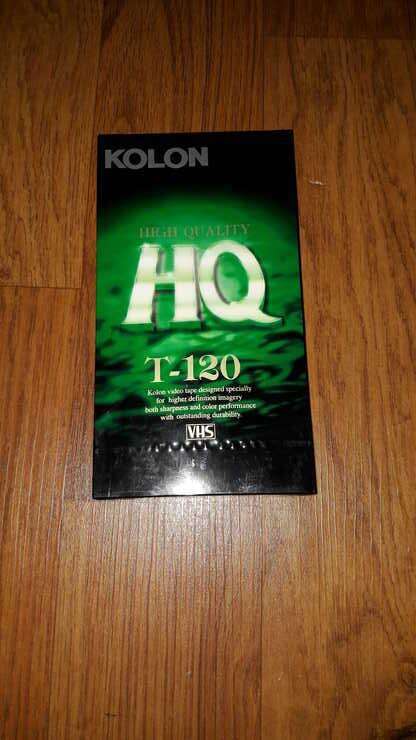 KOLON
HIGH QUALITY
HQ
T-120
Kolon video tape designed specially
for higher definition imagery
both sharpness and color performance
with outstanding durability.
VHS